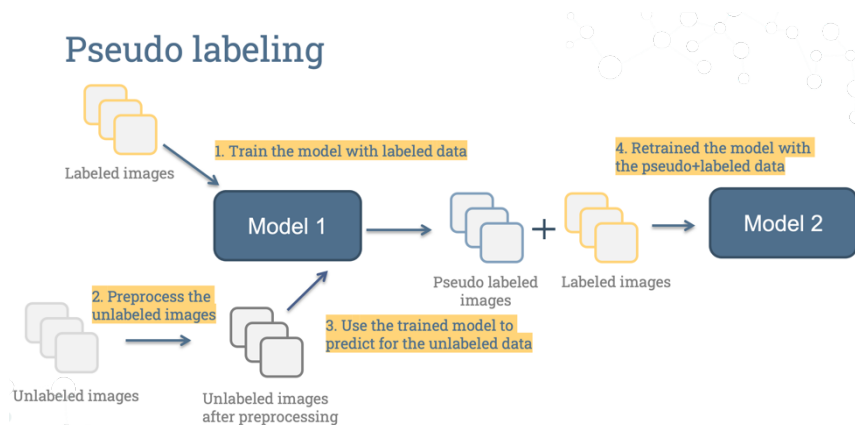 Pseudo labeling
Labeled images
1. Train the model with labeled data
4. Retrained the model with
the pseudo+labeled data
Model 1
Model 2
Pseudo labeled
images
Labeled images
2. Preprocess the
unlabeled images
3. Use the trained model to
predict for the unlabeled data
Unlabeled images
Unlabeled images
after preprocessing